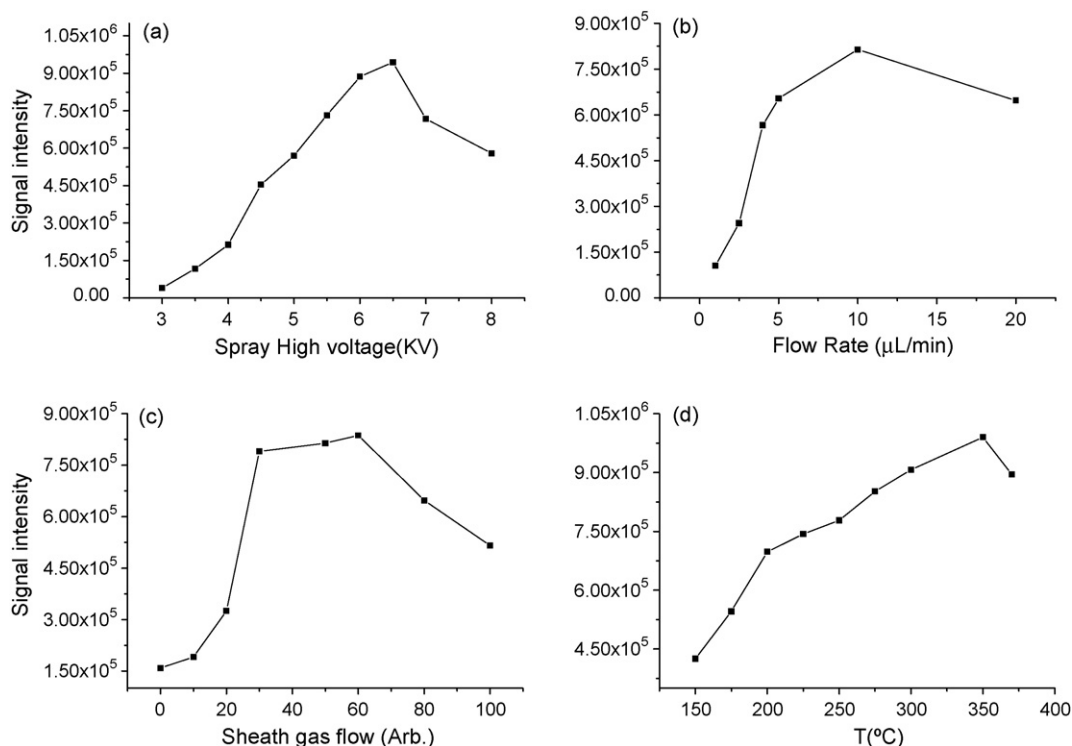 (a)
Signal intensity
1.05x10⁶
9.00x10⁵
7.50x10⁵
6.00x10⁵
4.50x10⁵
3.00x10⁵
1.50x10⁵
0.00
3 4 5 6 7 8
Spray High voltage(KV)
(b)
9.00x10⁵
7.50x10⁵
6.00x10⁵
4.50x10⁵
3.00x10⁵
1.50x10⁵
0.00
0 5 10 15 20
Flow Rate (µL/min)
(c)
Signal intensity
9.00x10⁵
7.50x10⁵
6.00x10⁵
4.50x10⁵
3.00x10⁵
1.50x10⁵
0 20 40 60 80 100
Sheath gas flow (Arb.)
(d)
1.05x10⁶
9.00x10⁵
7.50x10⁵
6.00x10⁵
4.50x10⁵
150 200 250 300 350 400
T(ºC)